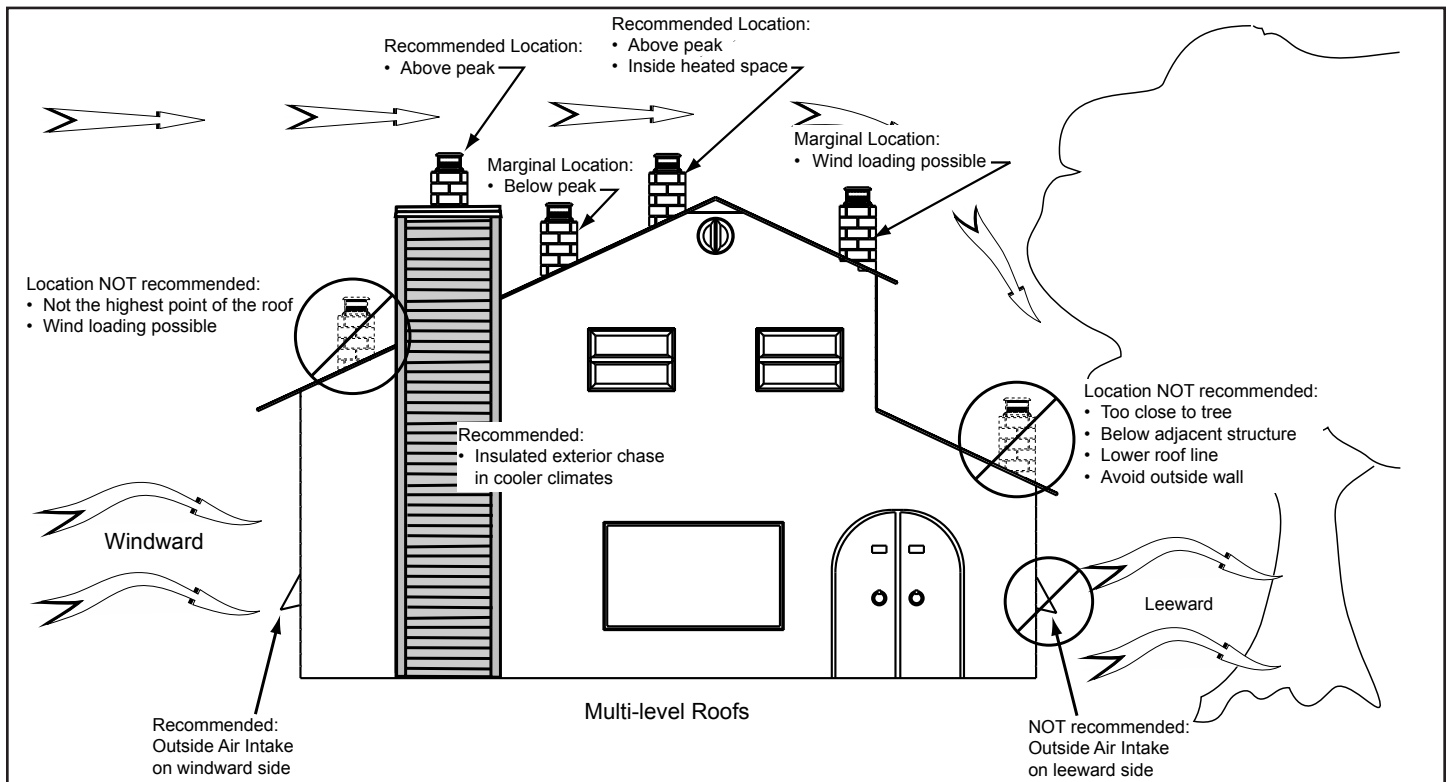 Recommended Location:
• Above peak
Recommended Location:
• Above peak
• Inside heated space
Marginal Location:
• Below peak
Marginal Location:
• Wind loading possible
Location NOT recommended:
• Not the highest point of the roof
• Wind loading possible
Location NOT recommended:
• Too close to tree
• Below adjacent structure
• Lower roof line
• Avoid outside wall
Recommended:
• Insulated exterior chase
in cooler climates
Windward
Leeward
Recommended:
Outside Air Intake
on windward side
Multi-level Roofs
NOT recommended:
Outside Air Intake
on leeward side